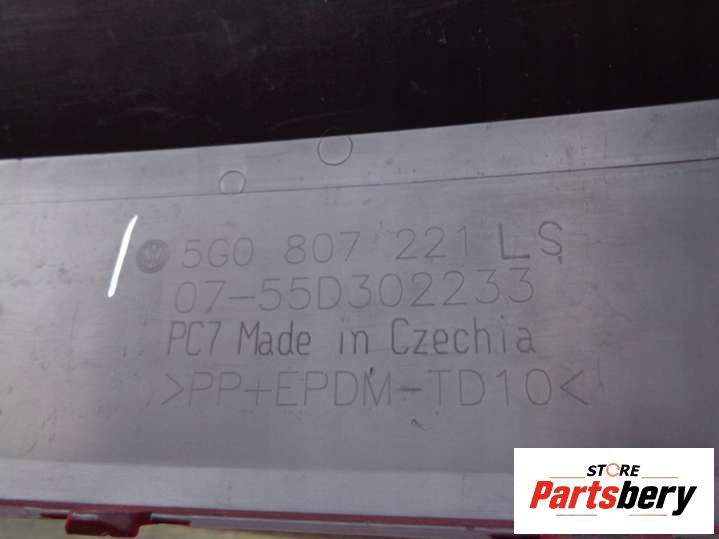 5G0 807 221 LS
07-55D302233
PC7 Made in Czechia
>PP+EPDM-TD10<
STORE
Partsbery